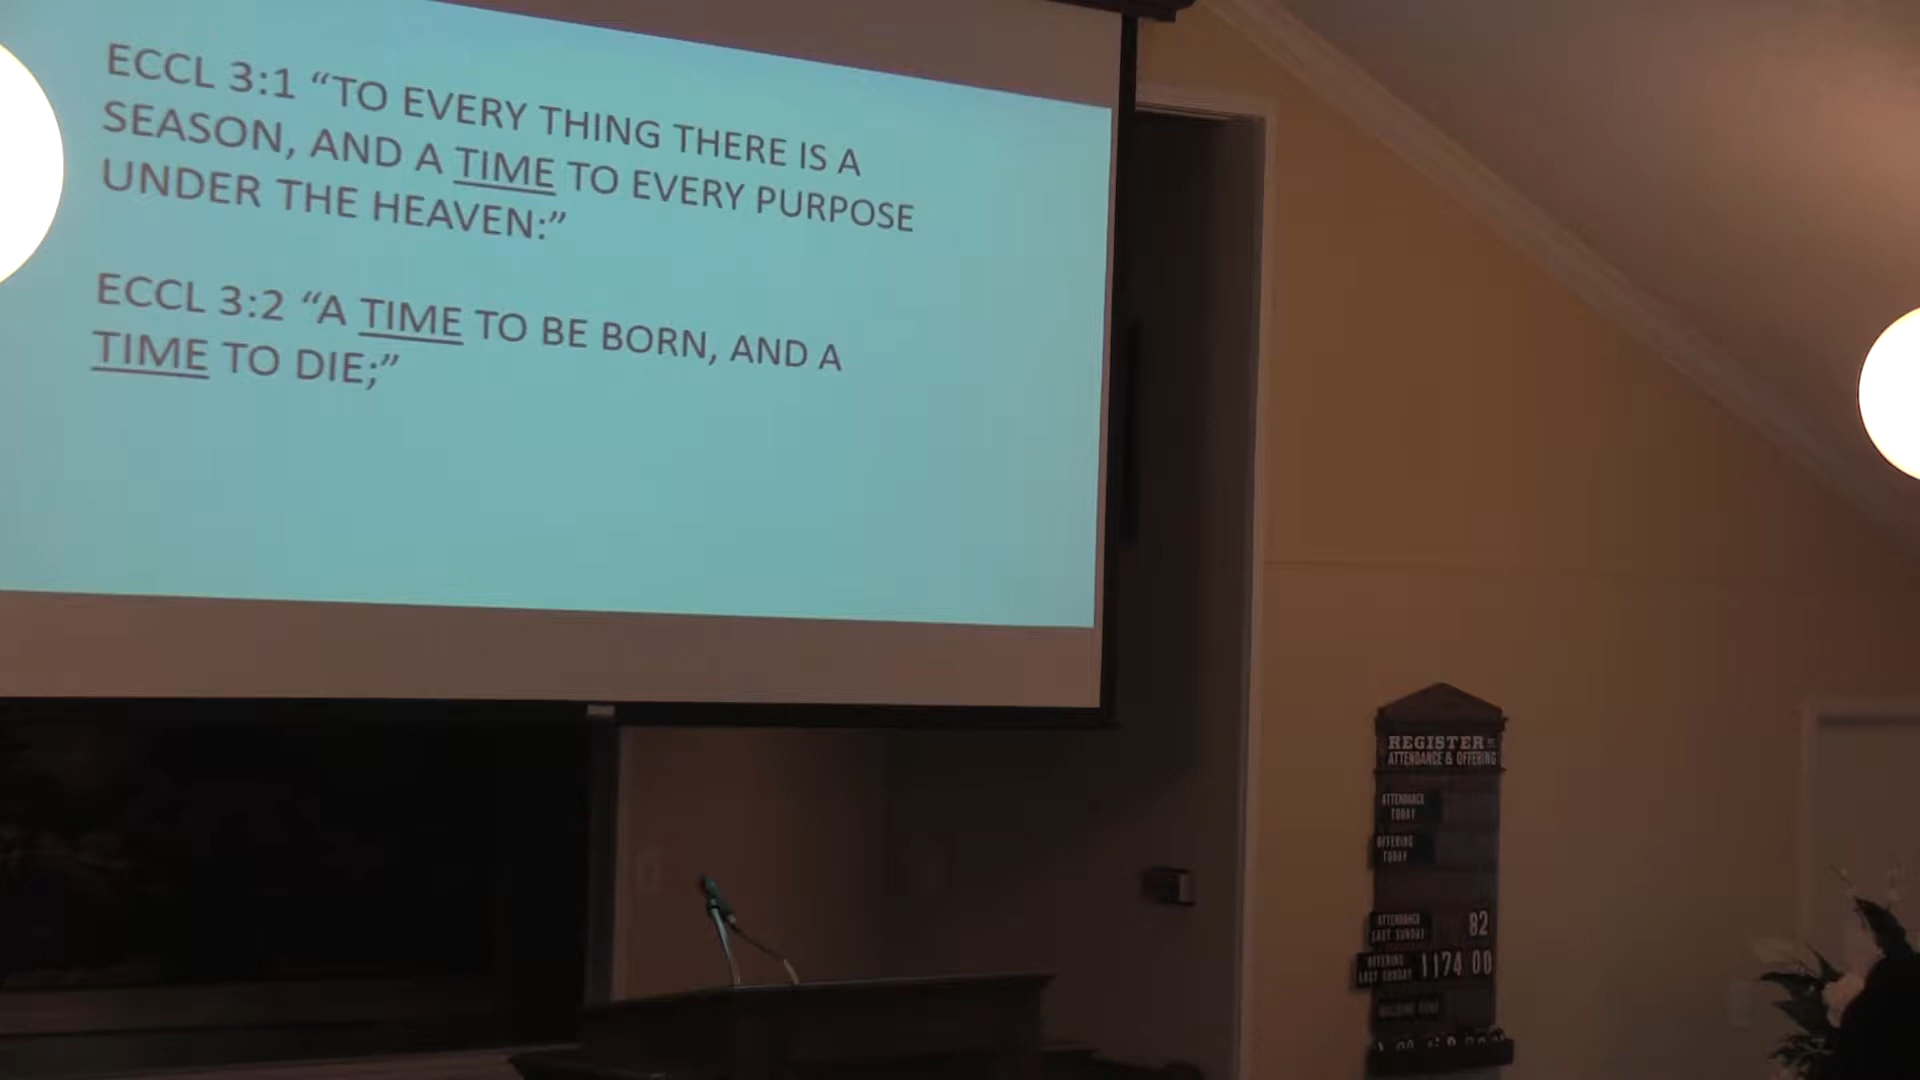 ECCL 3:1 “TO EVERY THING THERE IS A
SEASON, AND A TIME TO EVERY PURPOSE
UNDER THE HEAVEN:”
ECCL 3:2 “A TIME TO BE BORN, AND A
TIME TO DIE;”
REGISTER OF
ATTENDANCE & OFFERING
ATTENDANCE
TODAY
OFFERING
TODAY
ATTENDANCE
LAST SUNDAY 82
OFFERING
LAST SUNDAY 1174 00